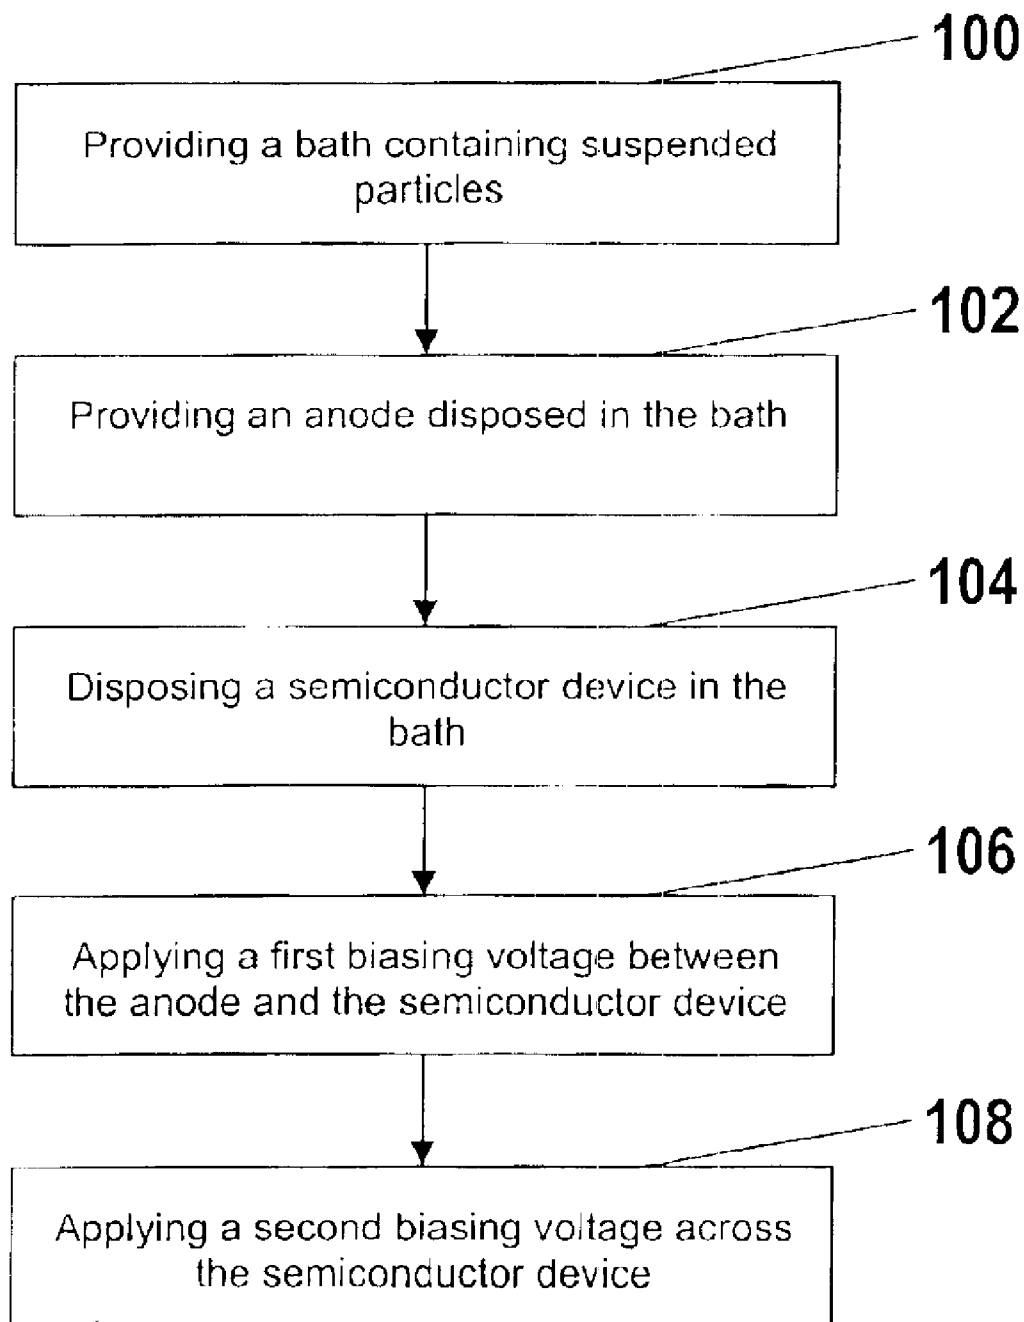 100
Providing a bath containing suspended
particles
102
Providing an anode disposed in the bath
104
Disposing a semiconductor device in the
bath
106
Applying a first biasing voltage between
the anode and the semiconductor device
108
Applying a second biasing voltage across
the semiconductor device